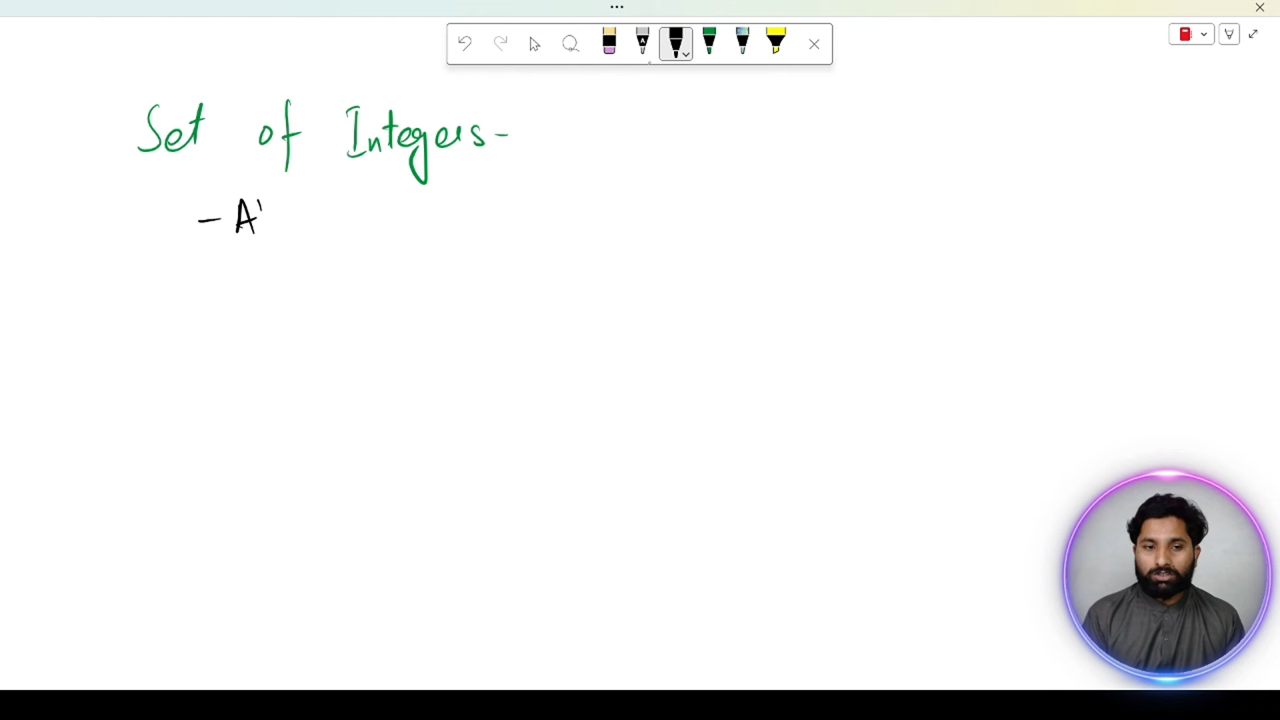 Set of Integers -
- A'